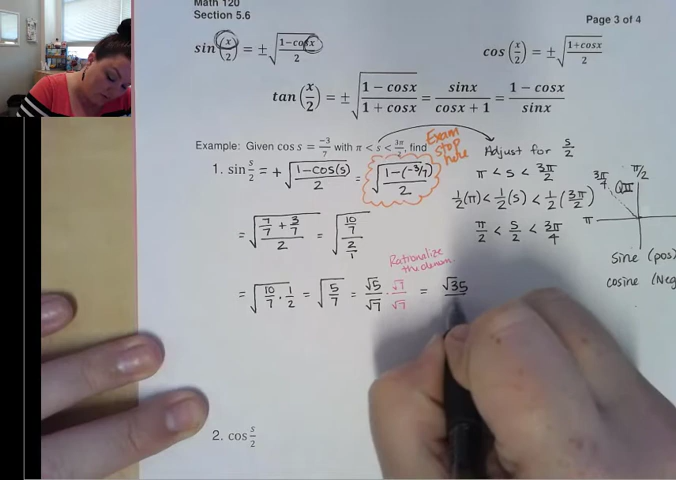 Math 120
Section 5.6
Page 3 of 4
sin(x/2) = ±√((1−cosx)/2)
cos(x/2) = ±√((1+cosx)/2)
tan(x/2) = ±√((1 − cosx)/(1 + cosx)) = sinx/(cosx + 1) = (1 − cosx)/sinx
Example: Given cos s = −3/7 with π < s < 3π/2, find
Exam stop here
Adjust for s/2
1. sin s/2 = +√((1−cos(s))/2) = √((1−(−3/7))/2)
π < s < 3π/2
1/2(π) < 1/2(s) < 1/2(3π/2)
π/2 < s/2 < 3π/4
3π/4
π/2
QII
π
= √((7/7 + 3/7)/2) = √((10/7)/(2/1))
sine (pos)
cosine (Neg
Rationalize
the denom.
= √(10/7 · 1/2) = √(5/7) = √5/√7 · √7/√7 = √35
2. cos s/2